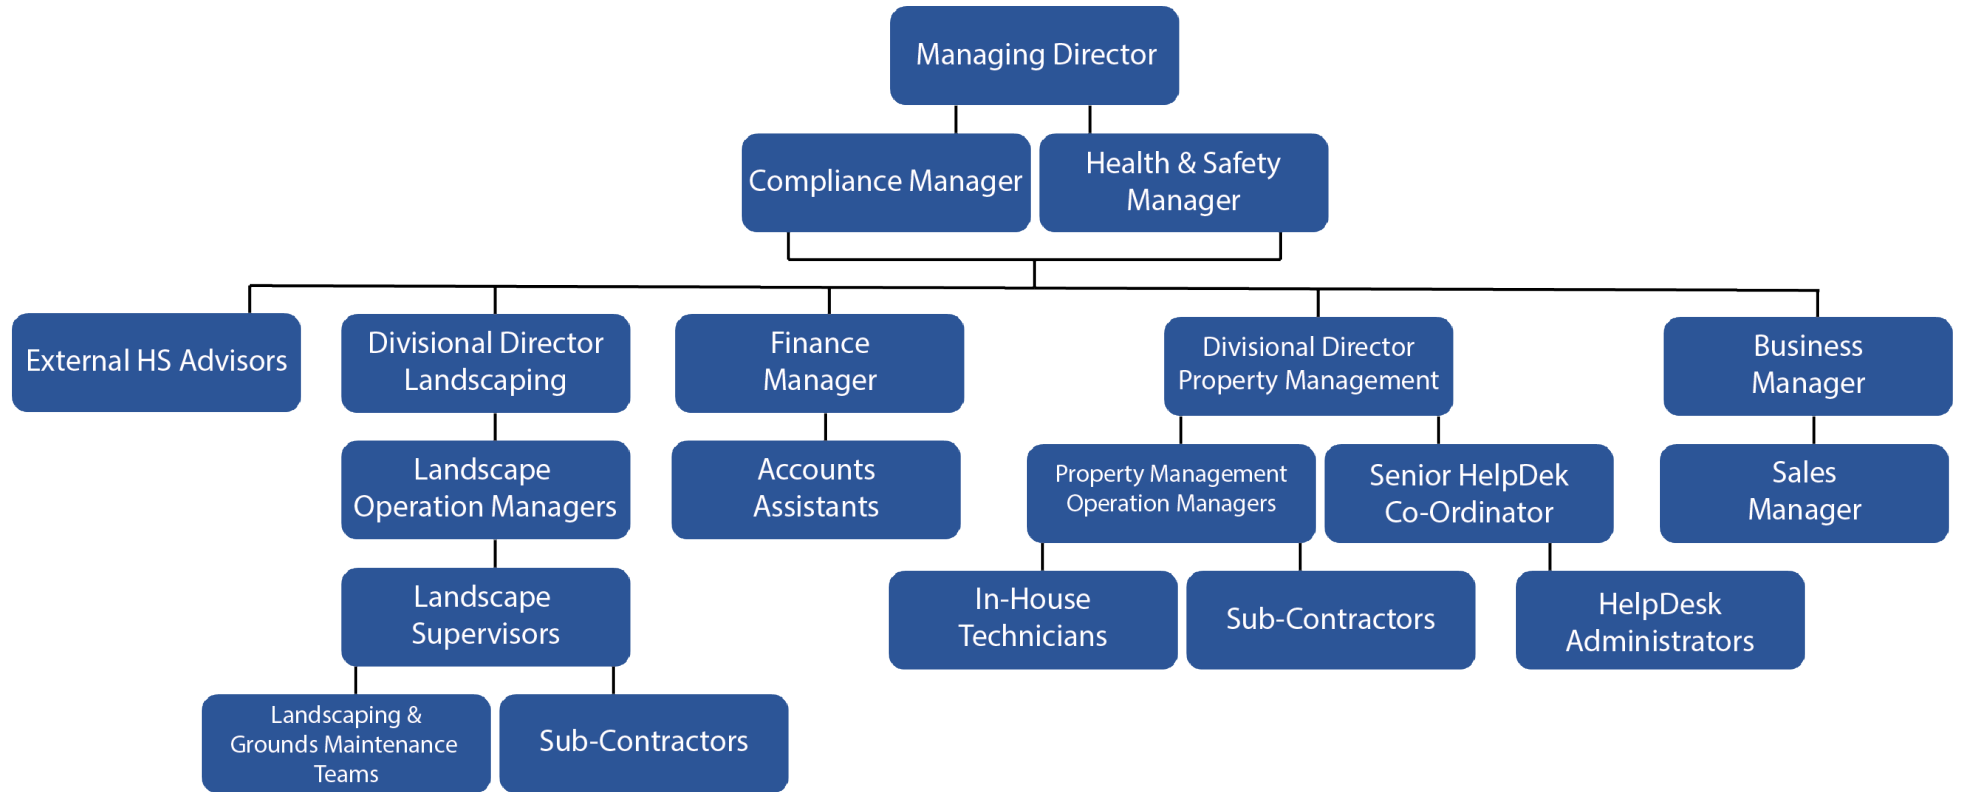 Managing Director
Compliance Manager
Health & Safety
Manager
External HS Advisors
Divisional Director
Landscaping
Finance
Manager
Divisional Director
Property Management
Business
Manager
Landscape
Operation Managers
Accounts
Assistants
Property Management
Operation Managers
Senior HelpDek
Co-Ordinator
Sales
Manager
Landscape
Supervisors
In-House
Technicians
Sub-Contractors
HelpDesk
Administrators
Landscaping &
Grounds Maintenance
Teams
Sub-Contractors